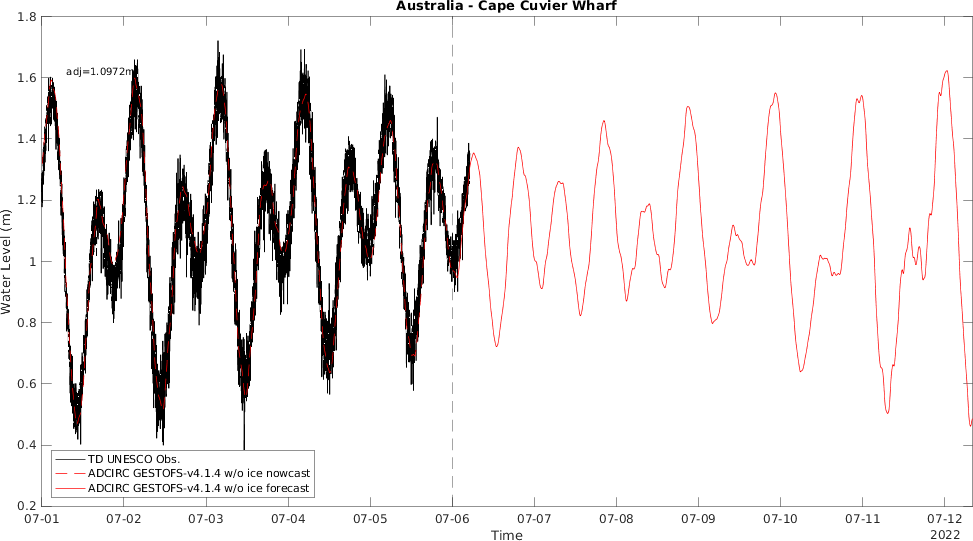 Australia - Cape Cuvier Wharf
1.8
1.6
1.4
1.2
1
0.8
0.6
0.4
0.2
Water Level (m)
adj=1.0972m
TD UNESCO Obs.
ADCIRC GESTOFS-v4.1.4 w/o ice nowcast
ADCIRC GESTOFS-v4.1.4 w/o ice forecast
07-01 07-02 07-03 07-04 07-05 07-06 07-07 07-08 07-09 07-10 07-11 07-12
2022
Time